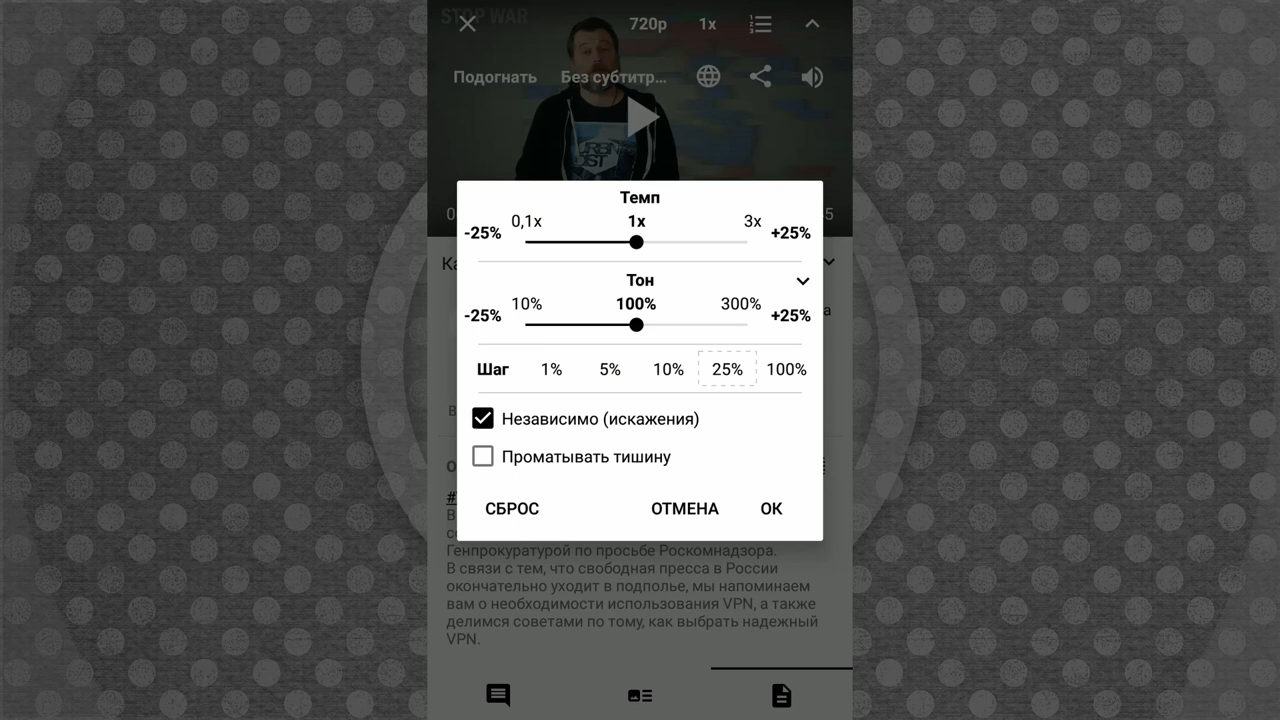 STOP WAR
720p 1x
Подогнать Без субтитр...
URBN
DST
Темп
0,1x 1x 3x
-25% +25%
Тон
10% 100% 300%
-25% +25%
Шаг 1% 5% 10% 25% 100%
Независимо (искажения)
Проматывать тишину
СБРОС ОТМЕНА ОК
Генпрокуратурой по просьбе Роскомнадзора.
В связи с тем, что свободная пресса в России
окончательно уходит в подполье, мы напоминаем
вам о необходимости использования VPN, а также
делимся советами по тому, как выбрать надежный
VPN.